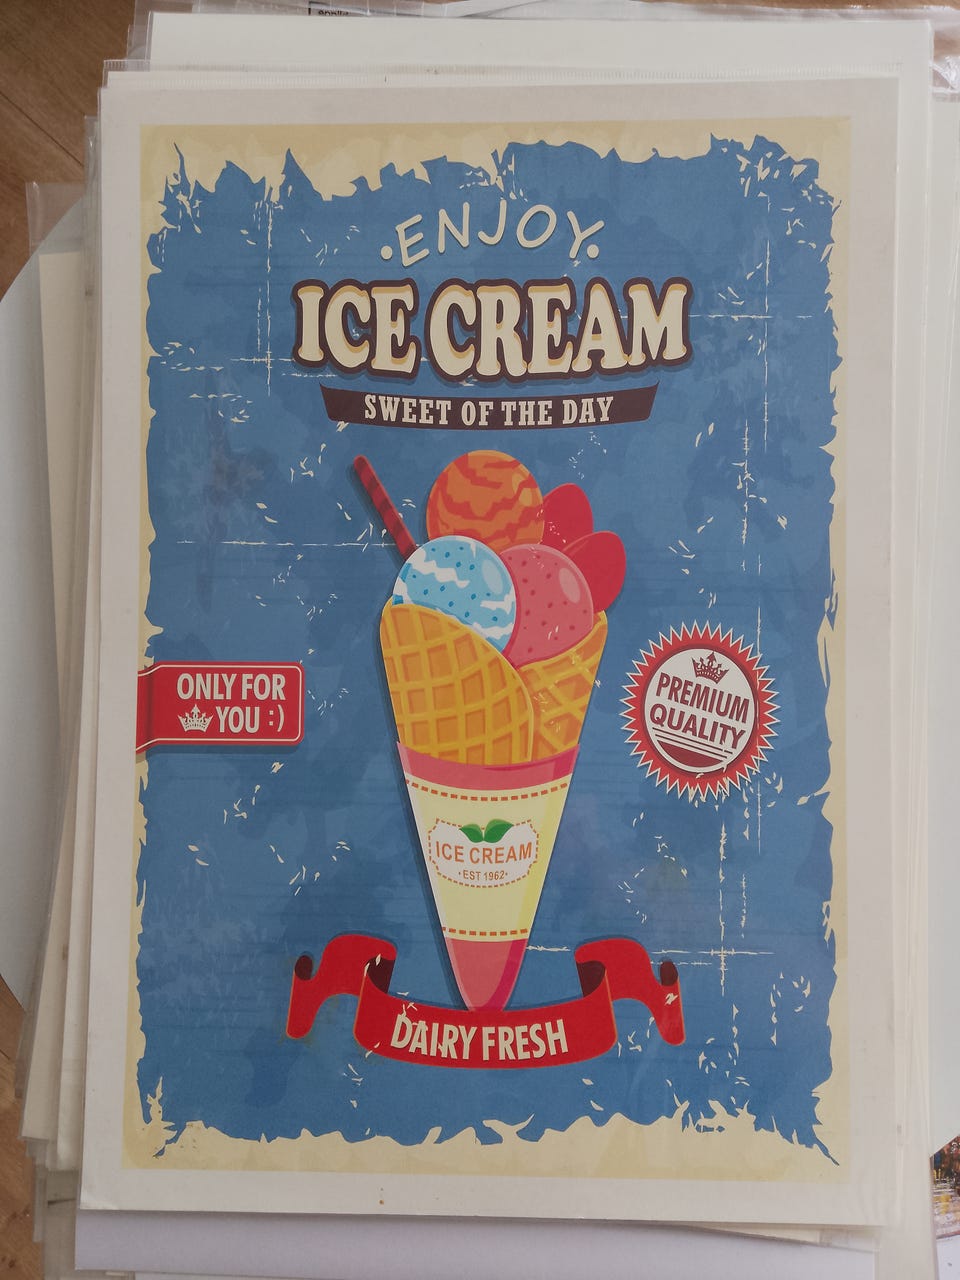 ENJOY
ICE CREAM
SWEET OF THE DAY
ONLY FOR
YOU :)
PREMIUM
QUALITY
ICE CREAM
·EST 1962·
DAIRY FRESH